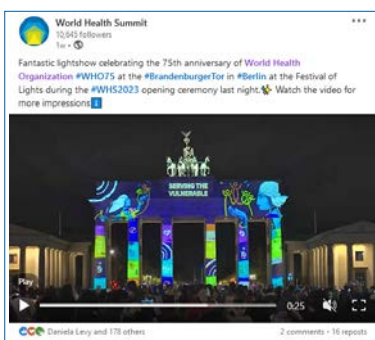 World Health Summit
10,645 followers
1w •
Fantastic lightshow celebrating the 75th anniversary of World Health
Organization #WHO75 at the #BrandenburgerTor in #Berlin at the Festival of
Lights during the #WHS2023 opening ceremony last night. Watch the video for
more impressions
SERVING THE
VULNERABLE
Play
0:25
Daniela Levy and 178 others
2 comments • 16 reposts